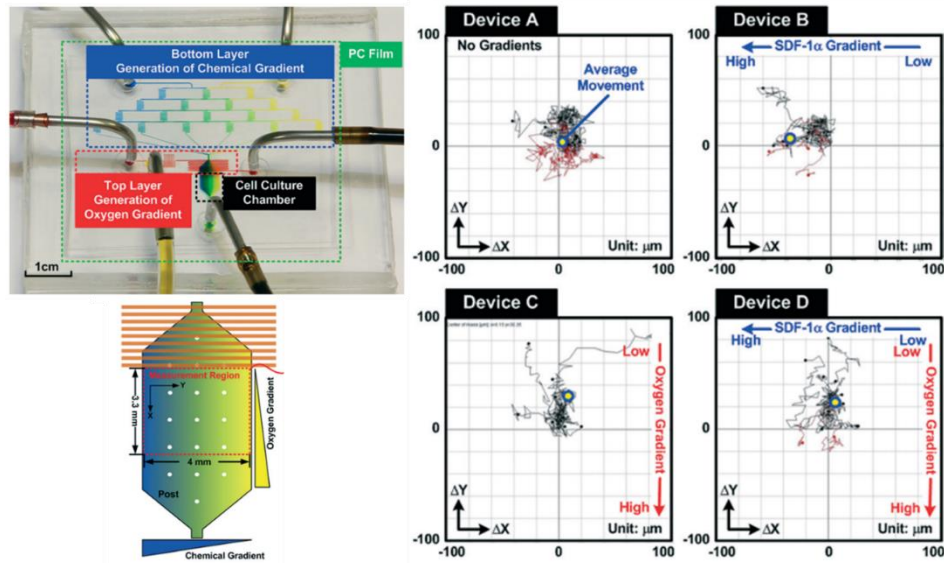 Bottom Layer
Generation of Chemical Gradient
PC Film
Top Layer
Generation of
Oxygen Gradient
Cell Culture
Chamber
1cm
Measurement Region
Y
X
3.3 mm
4 mm
Post
Oxygen Gradient
Chemical Gradient
Device A
100
No Gradients
Average
Movement
0
ΔY
ΔX
Unit: μm
-100
-100
0
100
Device B
100
SDF-1α Gradient
High
Low
0
ΔY
ΔX
Unit: μm
-100
-100
0
100
Device C
100
Low
Oxygen Gradient
High
0
ΔY
ΔX
Unit: μm
-100
-100
0
100
Device D
100
SDF-1α Gradient
High
Low
Low
Oxygen Gradient
High
0
ΔY
ΔX
Unit: μm
-100
-100
0
100